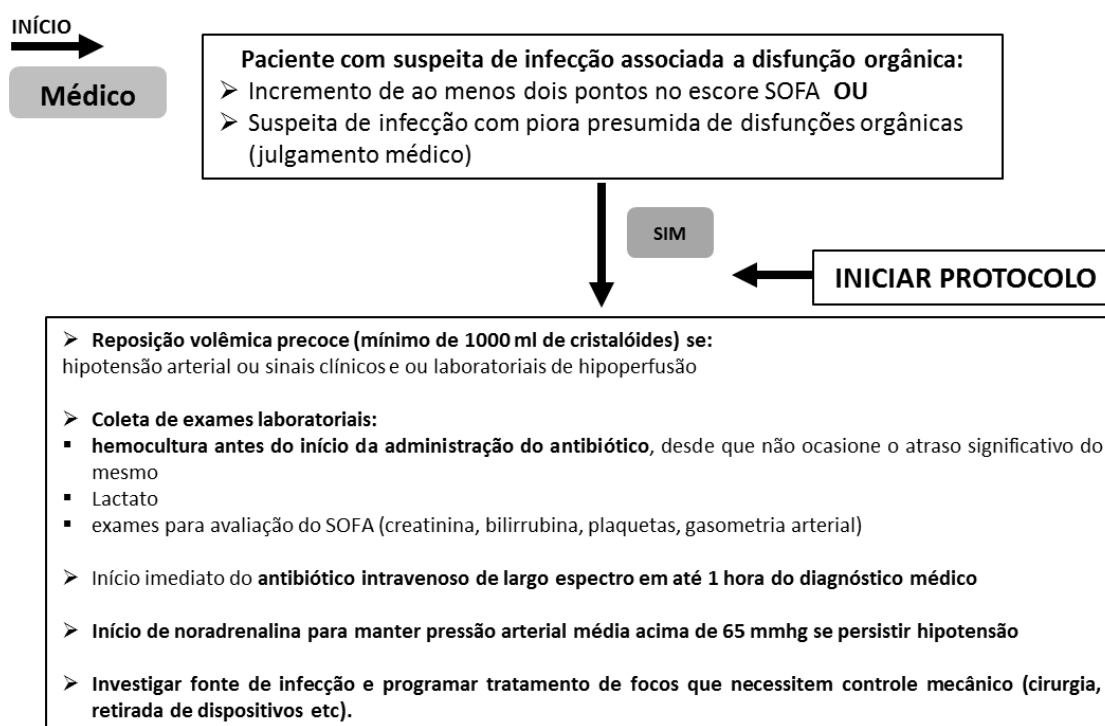 INÍCIO
Médico
Paciente com suspeita de infecção associada a disfunção orgânica:
➢ Incremento de ao menos dois pontos no escore SOFA OU
➢ Suspeita de infecção com piora presumida de disfunções orgânicas
(julgamento médico)
SIM
INICIAR PROTOCOLO
➢ Reposição volêmica precoce (mínimo de 1000 ml de cristalóides) se:
hipotensão arterial ou sinais clínicos e ou laboratoriais de hipoperfusão
➢ Coleta de exames laboratoriais:
▪ hemocultura antes do início da administração do antibiótico, desde que não ocasione o atraso significativo do
mesmo
▪ Lactato
▪ exames para avaliação do SOFA (creatinina, bilirrubina, plaquetas, gasometria arterial)
➢ Início imediato do antibiótico intravenoso de largo espectro em até 1 hora do diagnóstico médico
➢ Início de noradrenalina para manter pressão arterial média acima de 65 mmhg se persistir hipotensão
➢ Investigar fonte de infecção e programar tratamento de focos que necessitem controle mecânico (cirurgia,
retirada de dispositivos etc).